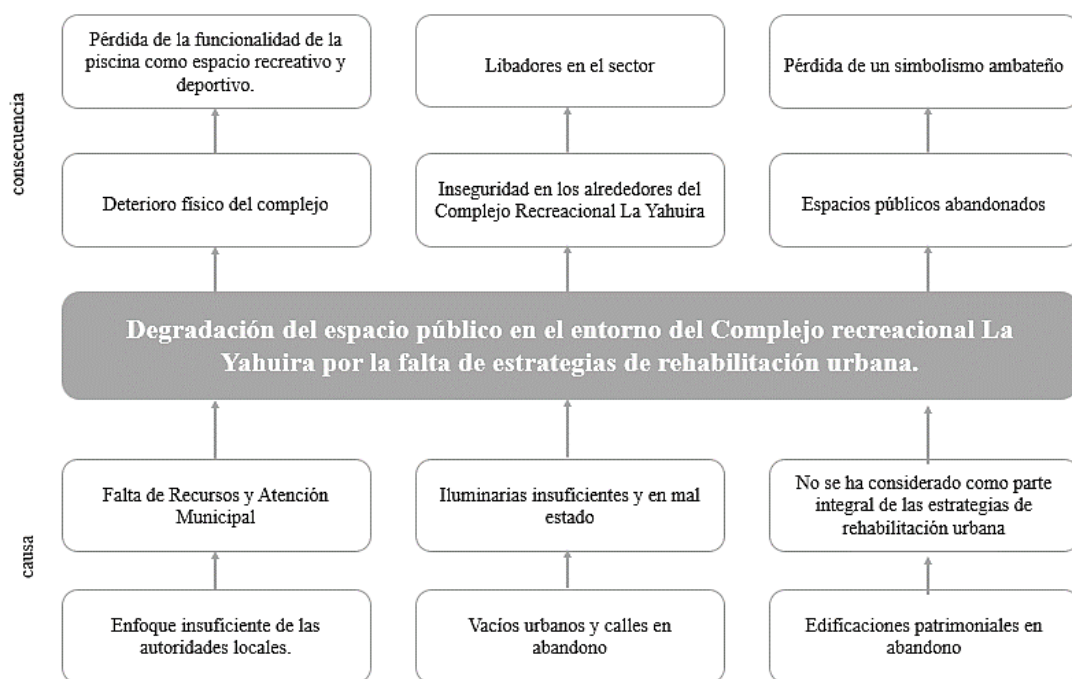 Pérdida de la funcionalidad de la
piscina como espacio recreativo y
deportivo.
Libadores en el sector
Pérdida de un simbolismo ambateño
consecuencia
Deterioro físico del complejo
Inseguridad en los alrededores del
Complejo Recreacional La Yahuira
Espacios públicos abandonados
Degradación del espacio público en el entorno del Complejo recreacional La
Yahuira por la falta de estrategias de rehabilitación urbana.
Falta de Recursos y Atención
Municipal
Iluminarias insuficientes y en mal
estado
No se ha considerado como parte
integral de las estrategias de
rehabilitación urbana
causa
Enfoque insuficiente de las
autoridades locales.
Vacíos urbanos y calles en
abandono
Edificaciones patrimoniales en
abandono